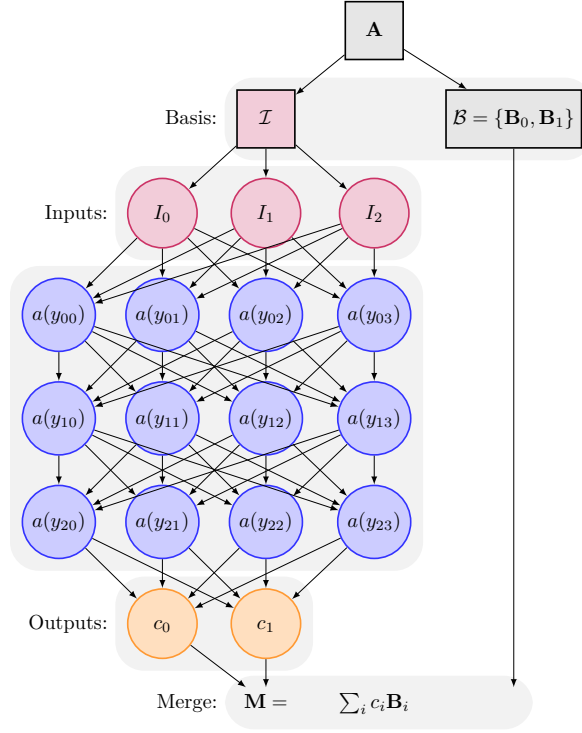 𝐀
Basis: ℐ ℬ = {𝐁₀, 𝐁₁}
Inputs: I₀ I₁ I₂
a(y₀₀) a(y₀₁) a(y₀₂) a(y₀₃)
a(y₁₀) a(y₁₁) a(y₁₂) a(y₁₃)
a(y₂₀) a(y₂₁) a(y₂₂) a(y₂₃)
Outputs: c₀ c₁
Merge: 𝐌 = ∑ᵢ cᵢ𝐁ᵢ